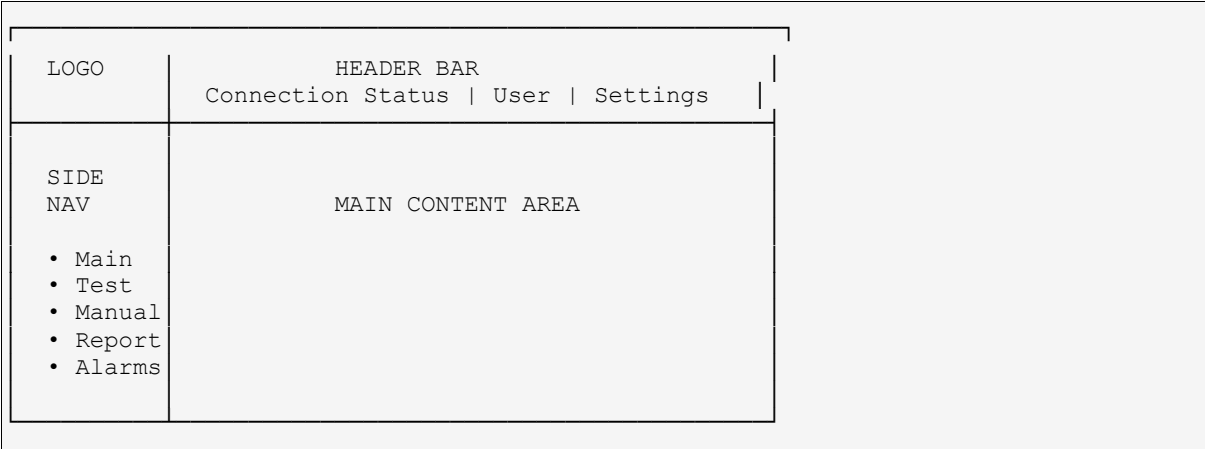 LOGO HEADER BAR
Connection Status | User | Settings
SIDE
NAV MAIN CONTENT AREA
• Main
• Test
• Manual
• Report
• Alarms